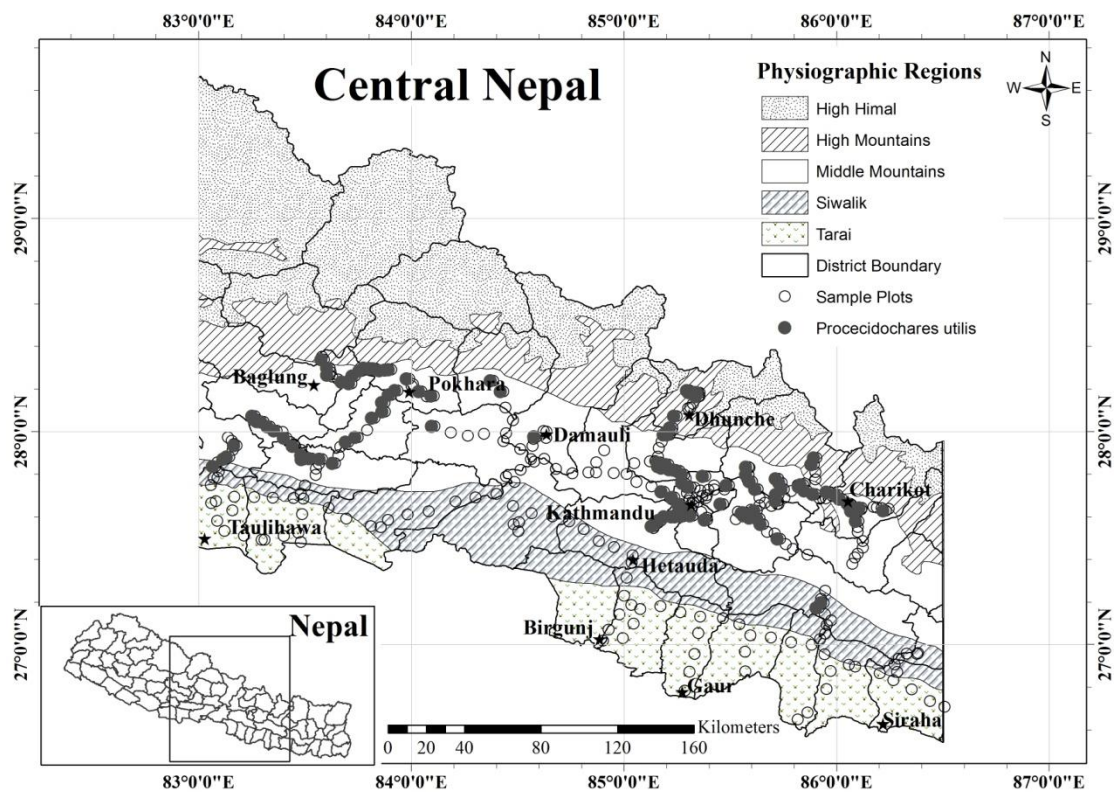 83°0'0"E 84°0'0"E 85°0'0"E 86°0'0"E 87°0'0"E
Central Nepal
Physiographic Regions
High Himal
High Mountains
Middle Mountains
Siwalik
Tarai
District Boundary
Sample Plots
Procecidochares utilis
N
W E
S
29°0'0"N 29°0'0"N
Baglung
Pokhara
Dhunche
28°0'0"N 28°0'0"N
Damauli
Charikot
Kathmandu
Taulihawa
Hetauda
Birgunj
27°0'0"N 27°0'0"N
Gaur
Siraha
Nepal
Kilometers
0 10 20 40 80 120 160
83°0'0"E 84°0'0"E 85°0'0"E 86°0'0"E 87°0'0"E